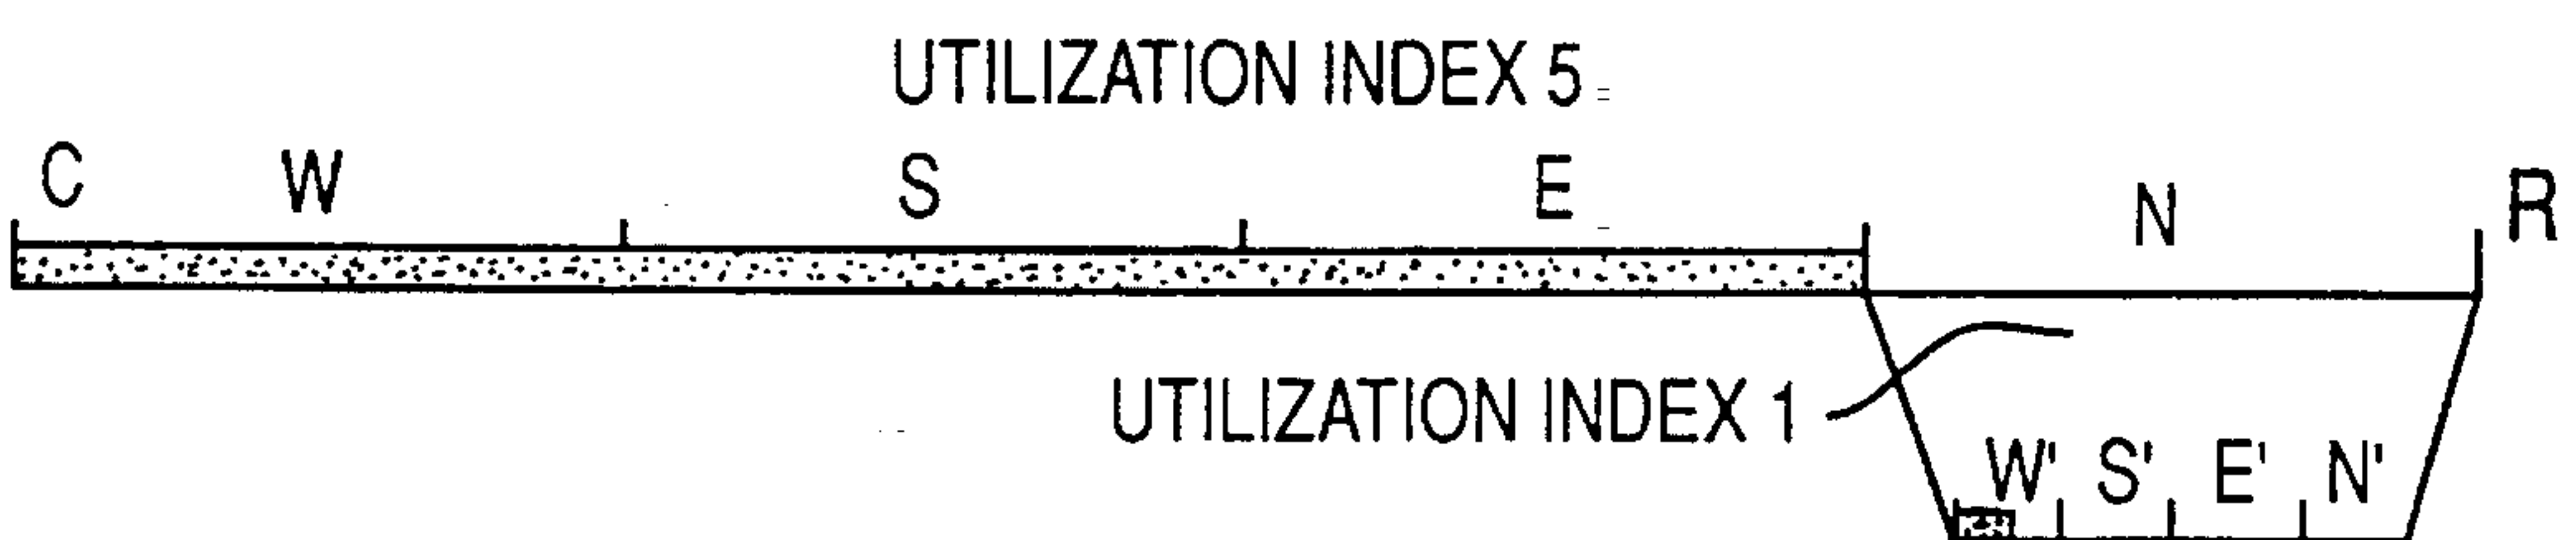 UTILIZATION INDEX 5
C W S E N R
UTILIZATION INDEX 1
W' S' E' N'